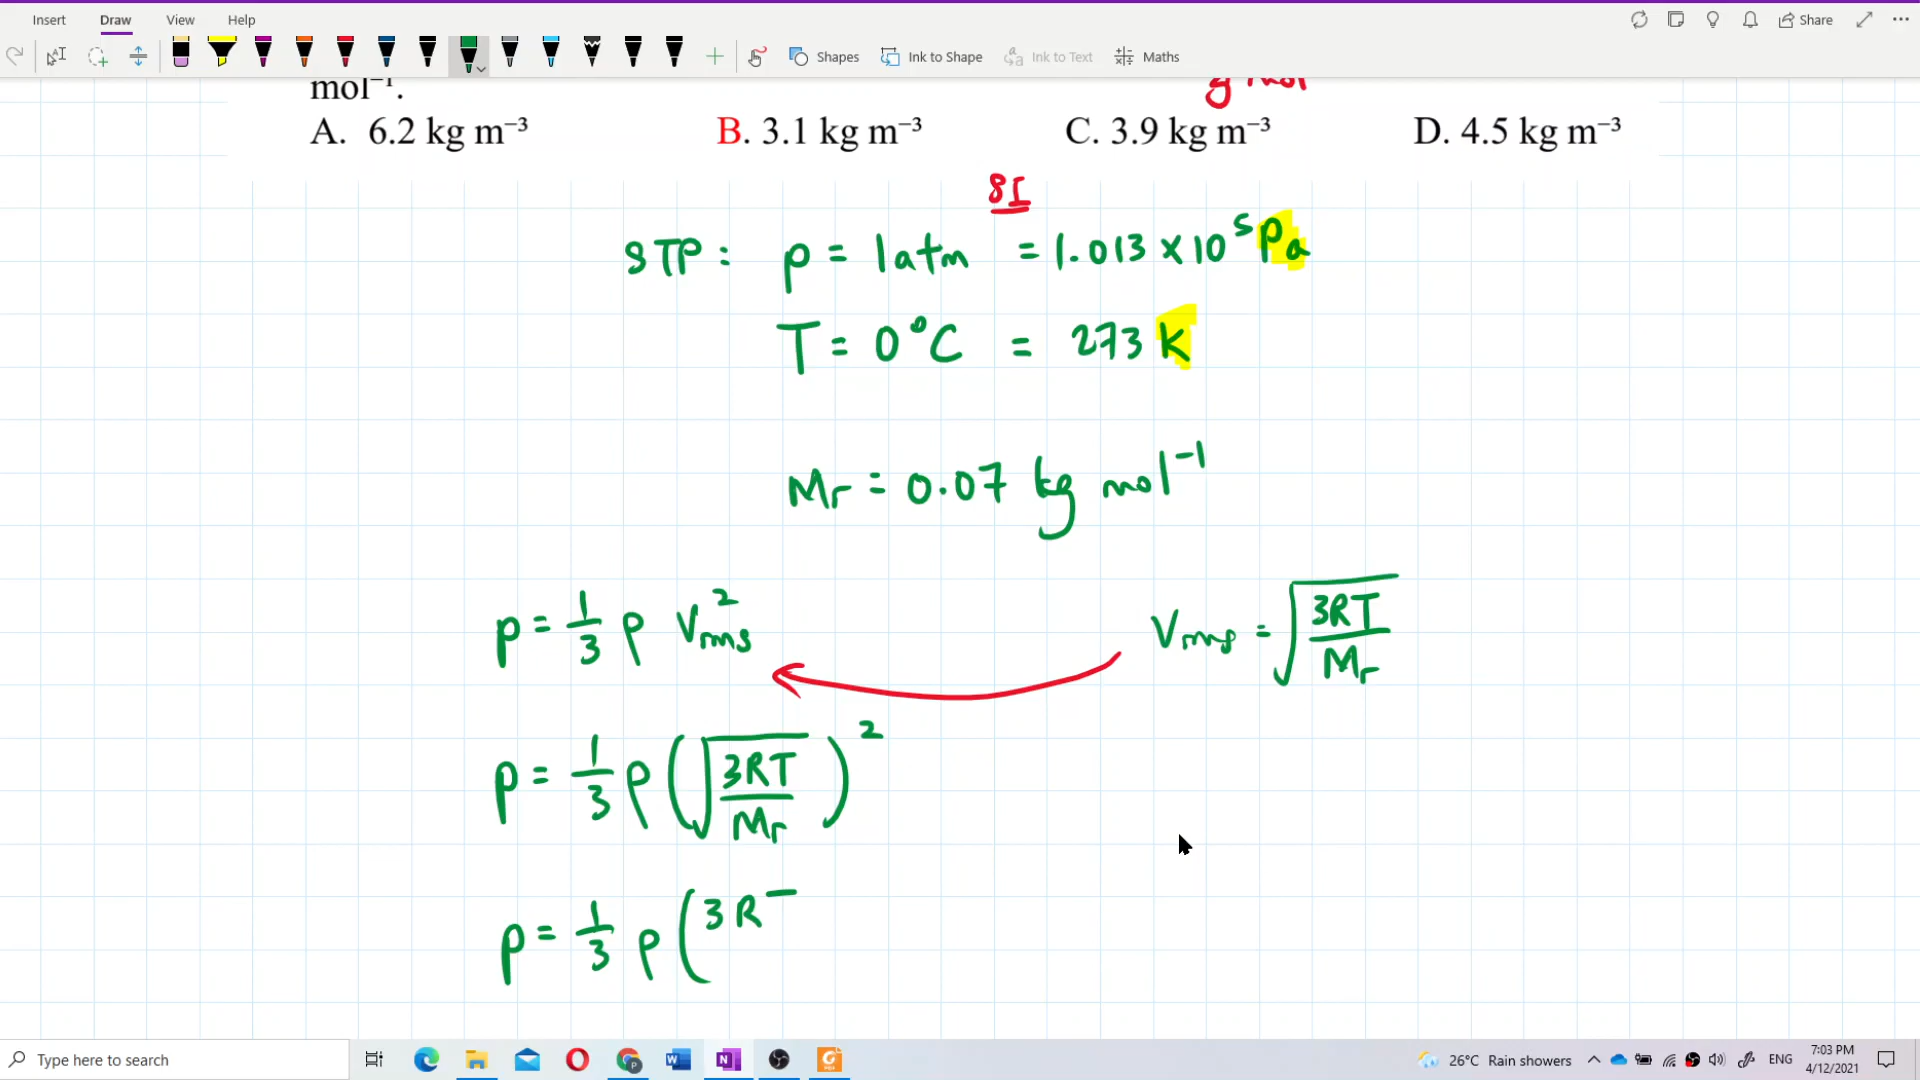 Insert Draw View Help Share
Shapes Ink to Shape Ink to Text Maths
mol⁻¹. g mol
A. 6.2 kg m⁻³ B. 3.1 kg m⁻³ C. 3.9 kg m⁻³ D. 4.5 kg m⁻³
SI
STP : p = 1 atm = 1.013 × 10⁵ Pa
T = 0°C = 273 K
Mr = 0.07 kg mol⁻¹
p = 1/3 ρ Vrms² Vrms = √(3RT/Mr)
p = 1/3 ρ (√(3RT/Mr))²
p = 1/3 ρ (3R
Type here to search 26°C Rain showers ENG 7:03 PM
4/12/2021